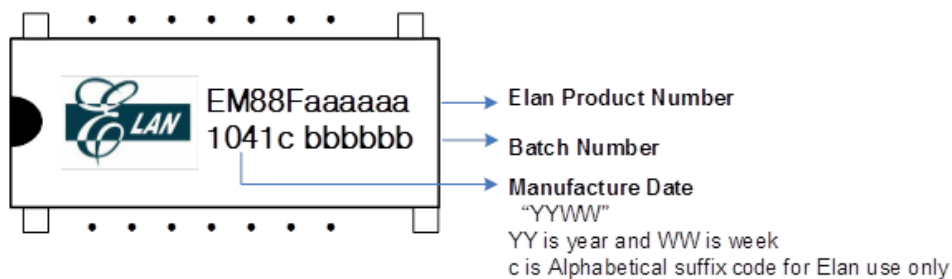 ELAN
EM88Faaaaaa
1041c bbbbbb
Elan Product Number
Batch Number
Manufacture Date
“YYWW”
YY is year and WW is week
c is Alphabetical suffix code for Elan use only